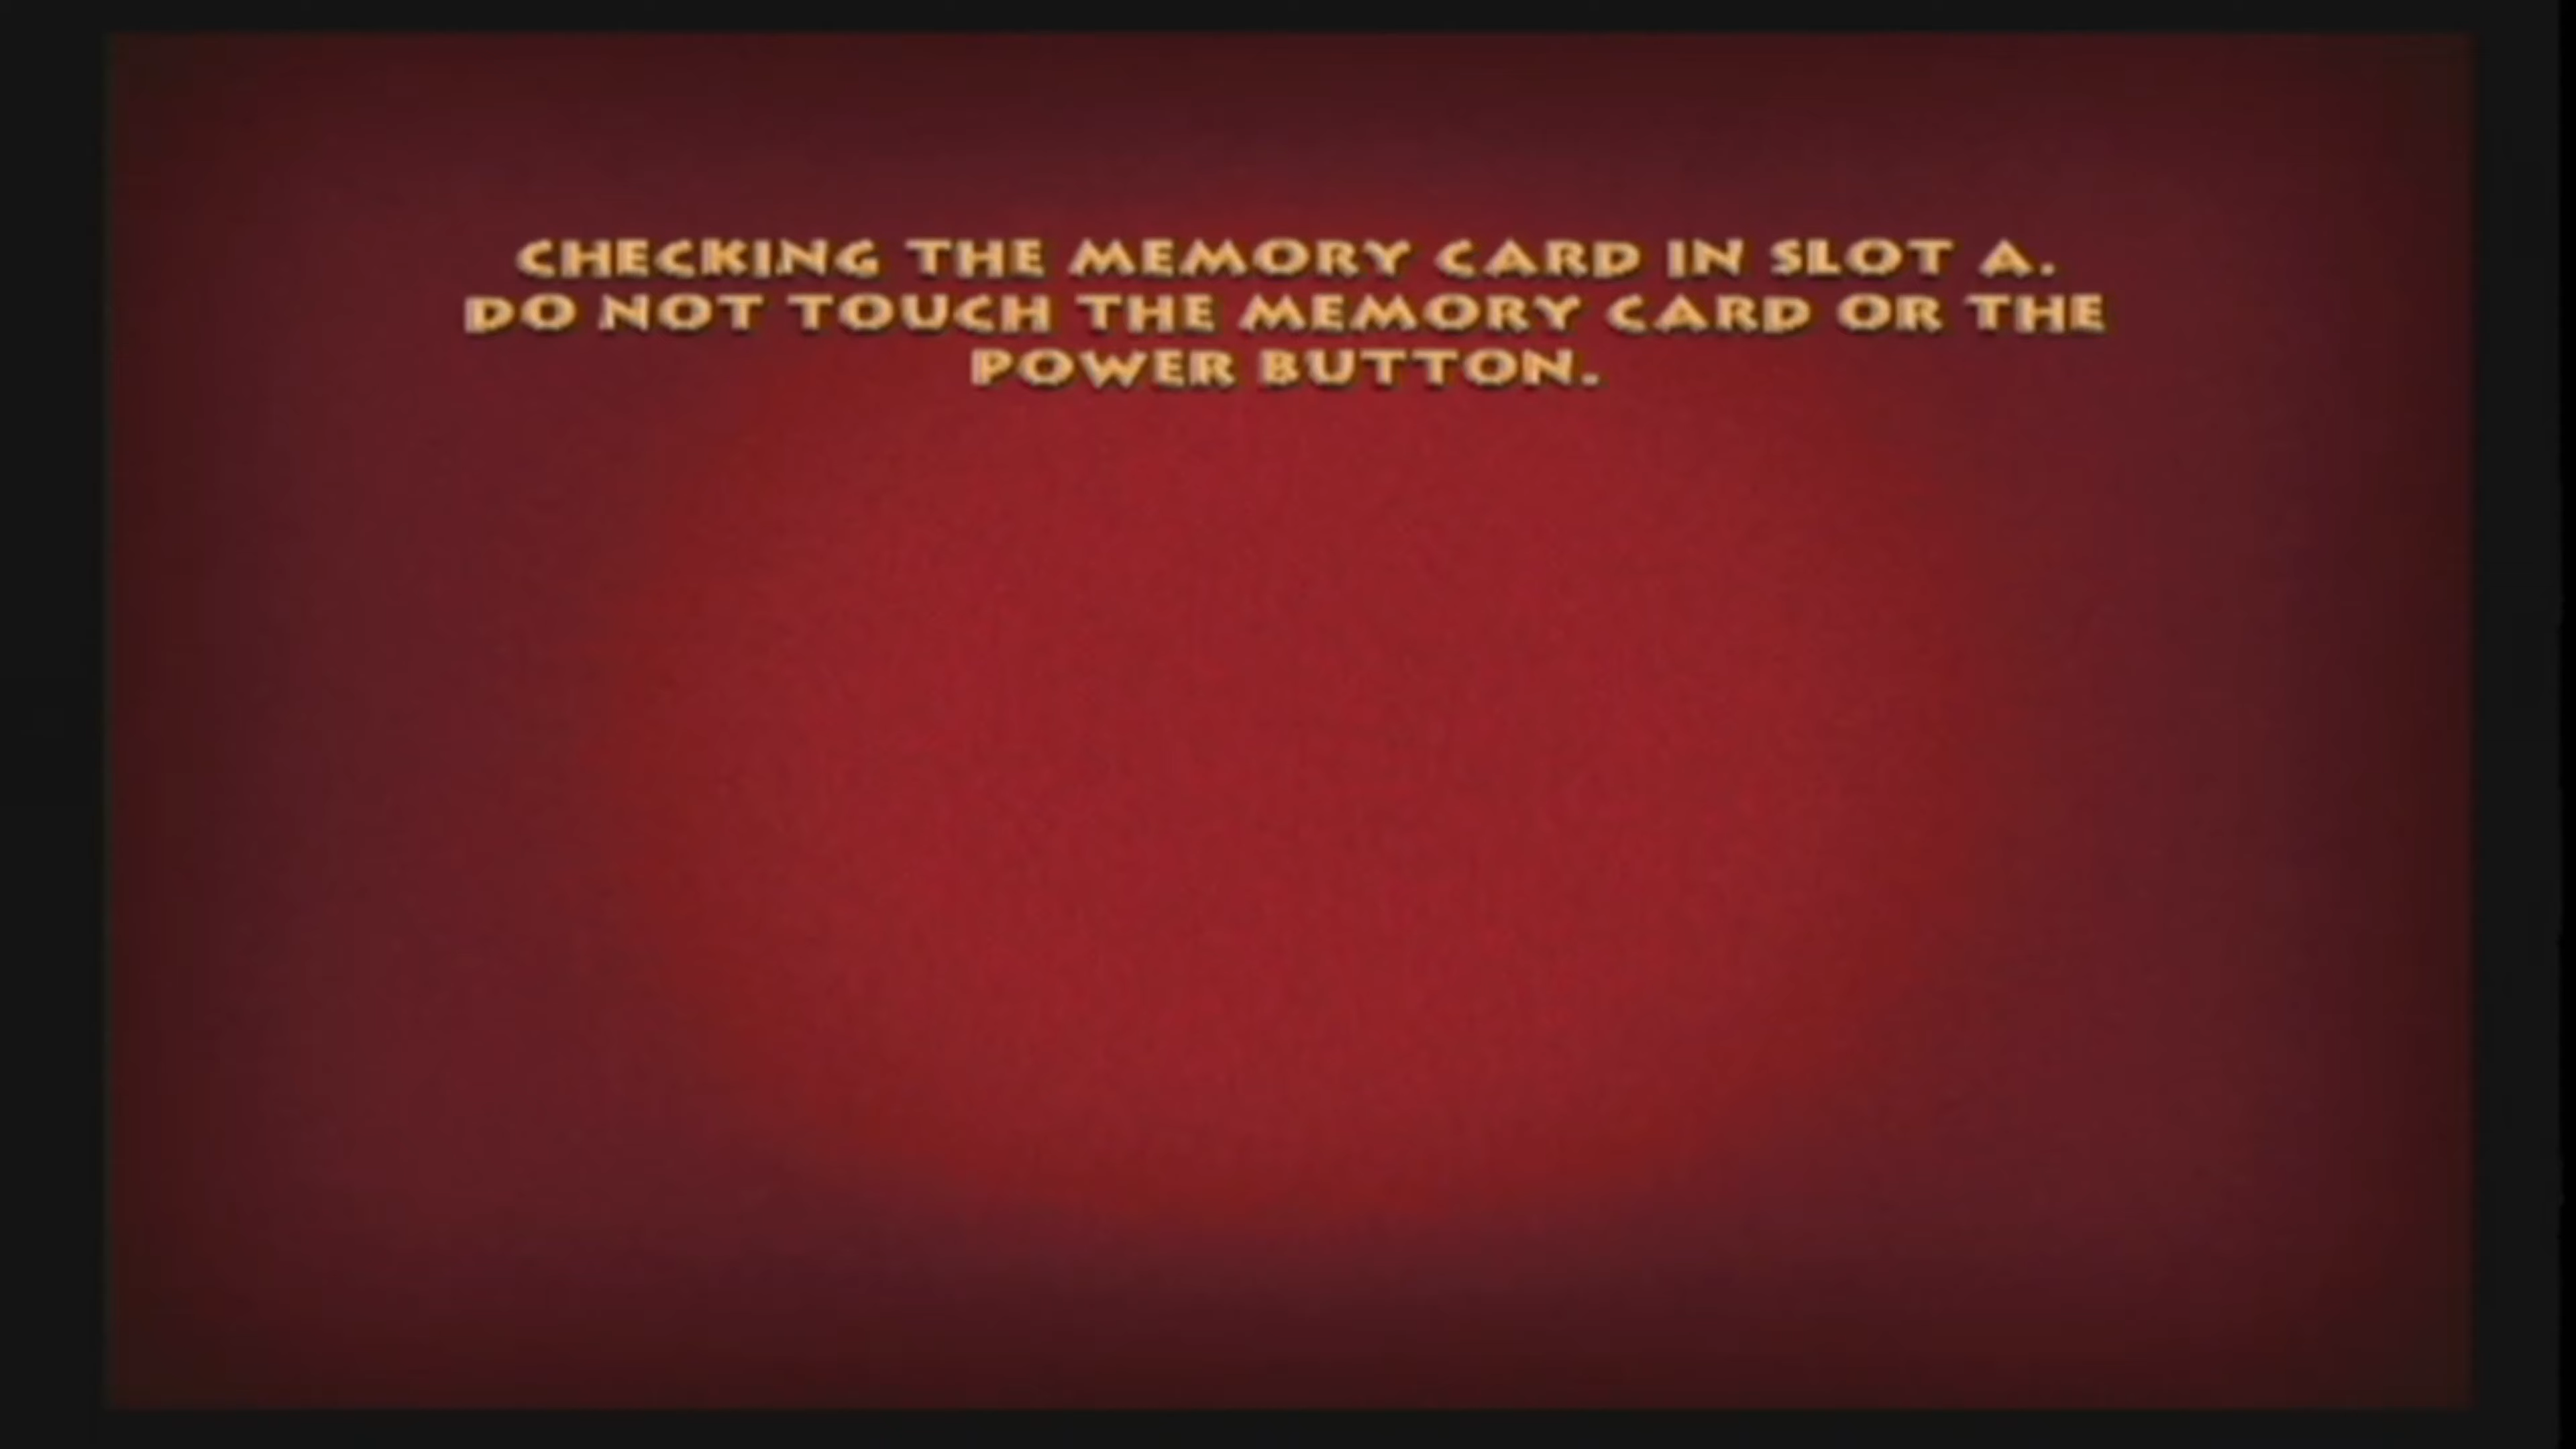 CHECKING THE MEMORY CARD IN SLOT A.
DO NOT TOUCH THE MEMORY CARD OR THE
POWER BUTTON.